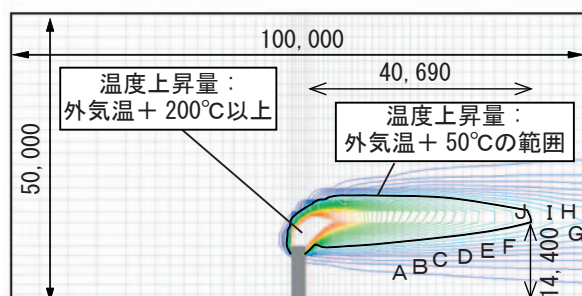 100,000
40,690
温度上昇量：
外気温＋200℃以上
温度上昇量：
外気温＋50℃の範囲
50,000
J I H
G
A B C D E F
14,400